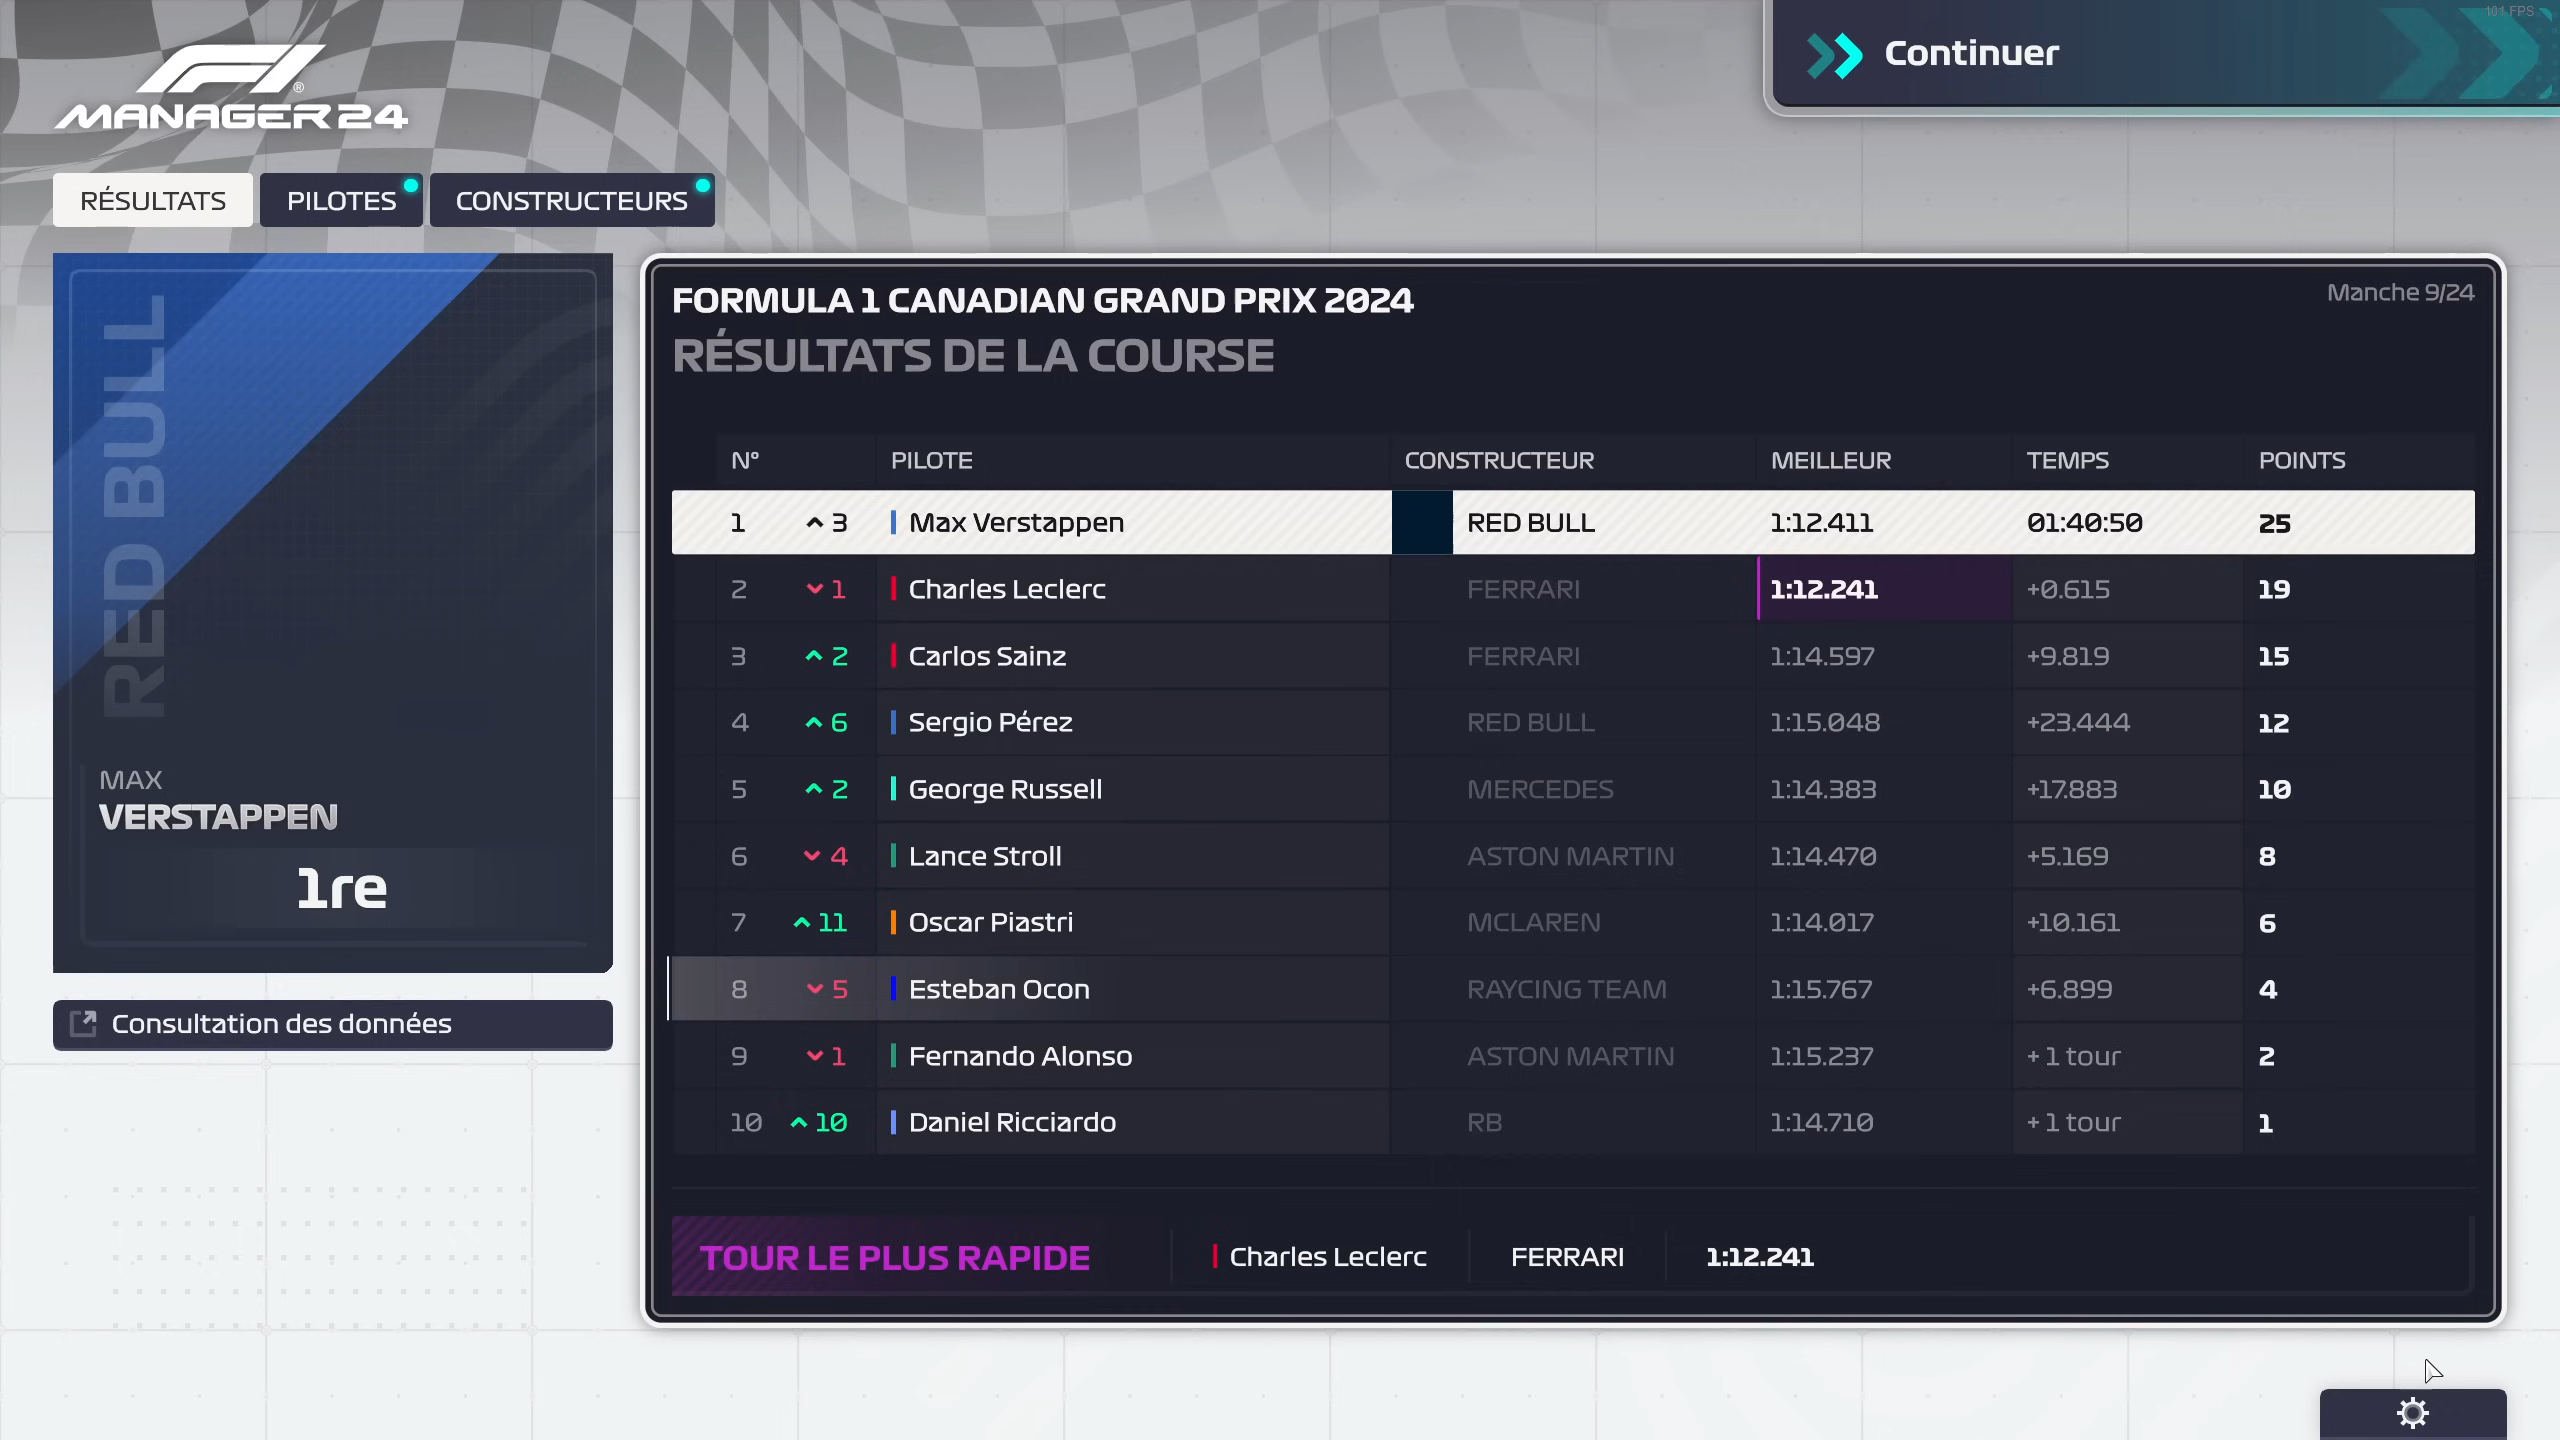 101 FPS
Continuer
F1®
MANAGER 24
RÉSULTATS PILOTES CONSTRUCTEURS
RED BULL
MAX
VERSTAPPEN
1re
Consultation des données
FORMULA 1 CANADIAN GRAND PRIX 2024
Manche 9/24
RÉSULTATS DE LA COURSE
N° PILOTE CONSTRUCTEUR MEILLEUR TEMPS POINTS
1 3 Max Verstappen RED BULL 1:12.411 01:40:50 25
2 1 Charles Leclerc FERRARI 1:12.241 +0.615 19
3 2 Carlos Sainz FERRARI 1:14.597 +9.819 15
4 6 Sergio Pérez RED BULL 1:15.048 +23.444 12
5 2 George Russell MERCEDES 1:14.383 +17.883 10
6 4 Lance Stroll ASTON MARTIN 1:14.470 +5.169 8
7 11 Oscar Piastri MCLAREN 1:14.017 +10.161 6
8 5 Esteban Ocon RAYCING TEAM 1:15.767 +6.899 4
9 1 Fernando Alonso ASTON MARTIN 1:15.237 + 1 tour 2
10 10 Daniel Ricciardo RB 1:14.710 + 1 tour 1
TOUR LE PLUS RAPIDE Charles Leclerc FERRARI 1:12.241